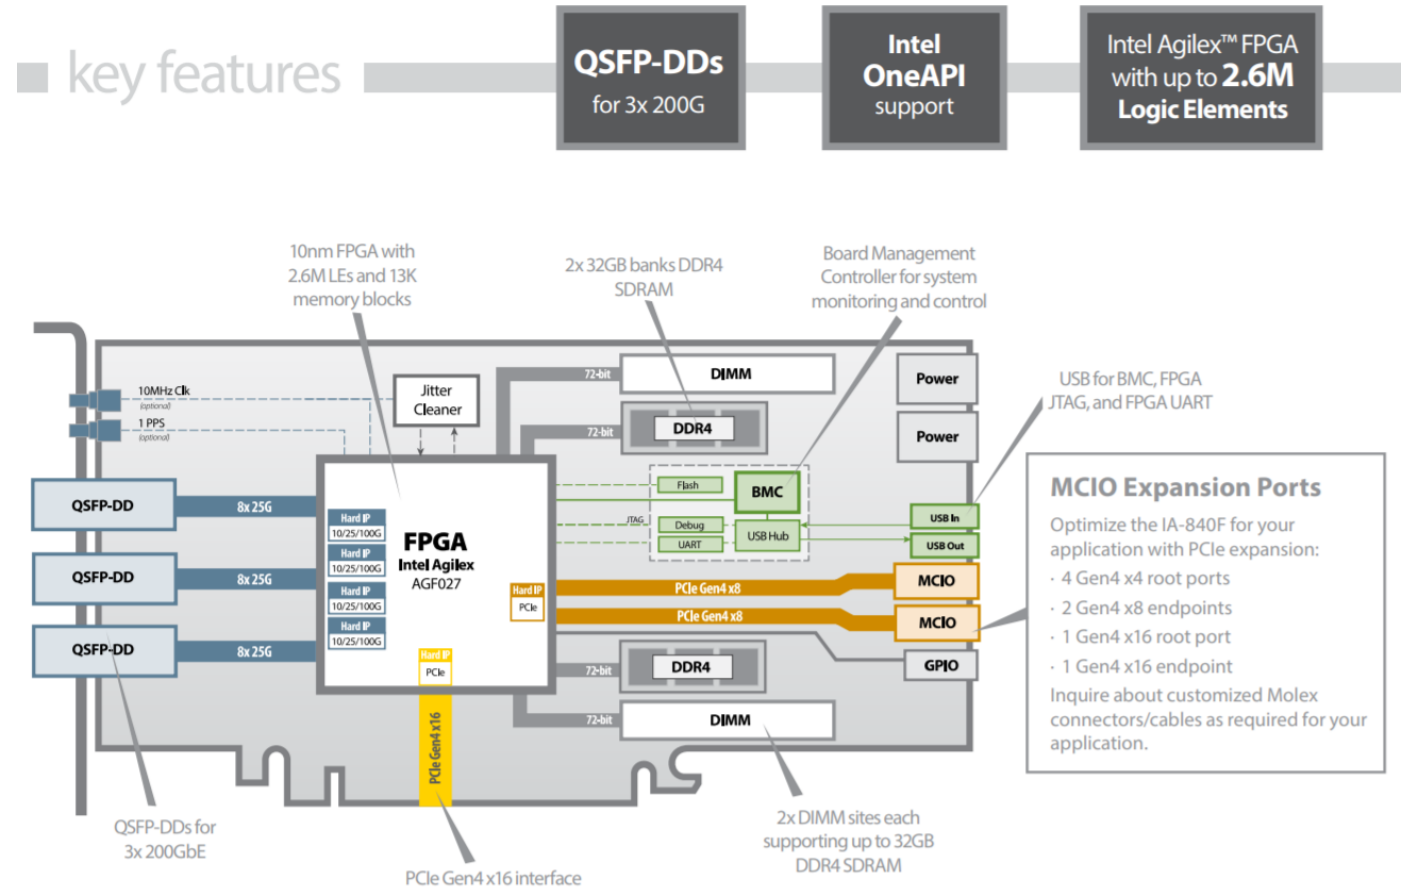 key features
QSFP-DDs
for 3x 200G
Intel
OneAPI
support
Intel Agilex™ FPGA
with up to 2.6M
Logic Elements
10nm FPGA with
2.6M LEs and 13K
memory blocks
2x 32GB banks DDR4
SDRAM
Board Management
Controller for system
monitoring and control
10MHz Clk
(optional)
1 PPS
(optional)
Jitter
Cleaner
72-bit
DIMM
72-bit
DDR4
Power
Power
USB for BMC, FPGA
JTAG, and FPGA UART
QSFP-DD
8x 25G
QSFP-DD
8x 25G
QSFP-DD
8x 25G
Hard IP
10/25/100G
Hard IP
10/25/100G
Hard IP
10/25/100G
Hard IP
10/25/100G
FPGA
Intel Agilex
AGF027
Hard IP
PCIe
Hard IP
PCIe
Flash
BMC
JTAG
Debug
UART
USB Hub
USB In
USB Out
PCIe Gen4 x8
MCIO
PCIe Gen4 x8
MCIO
GPIO
72-bit
DDR4
72-bit
DIMM
PCIe Gen4 x16
MCIO Expansion Ports
Optimize the IA-840F for your
application with PCIe expansion:
· 4 Gen4 x4 root ports
· 2 Gen4 x8 endpoints
· 1 Gen4 x16 root port
· 1 Gen4 x16 endpoint
Inquire about customized Molex
connectors/cables as required for your
application.
QSFP-DDs for
3x 200GbE
PCIe Gen4 x16 interface
2x DIMM sites each
supporting up to 32GB
DDR4 SDRAM